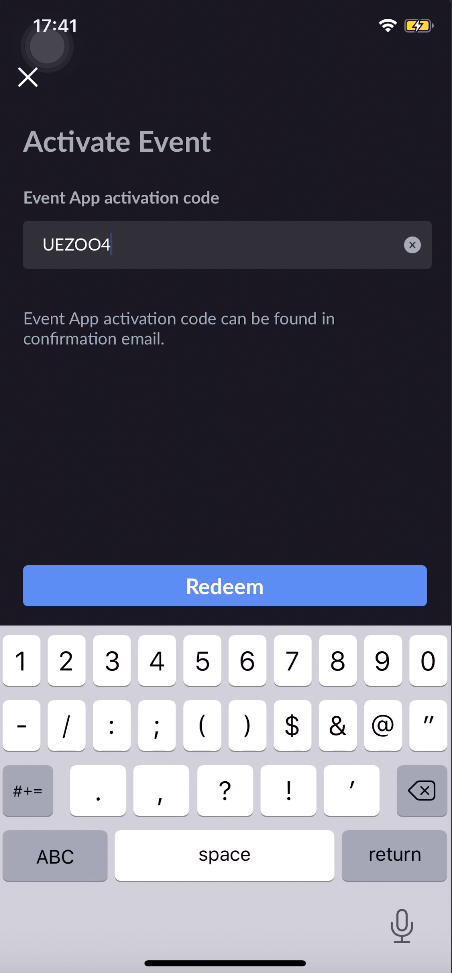 17:41
Activate Event
Event App activation code
UEZOO4
Event App activation code can be found in
confirmation email.
Redeem
1 2 3 4 5 6 7 8 9 0
- / : ; ( ) $ & @ "
#+= . , ? ! ' 
ABC space return